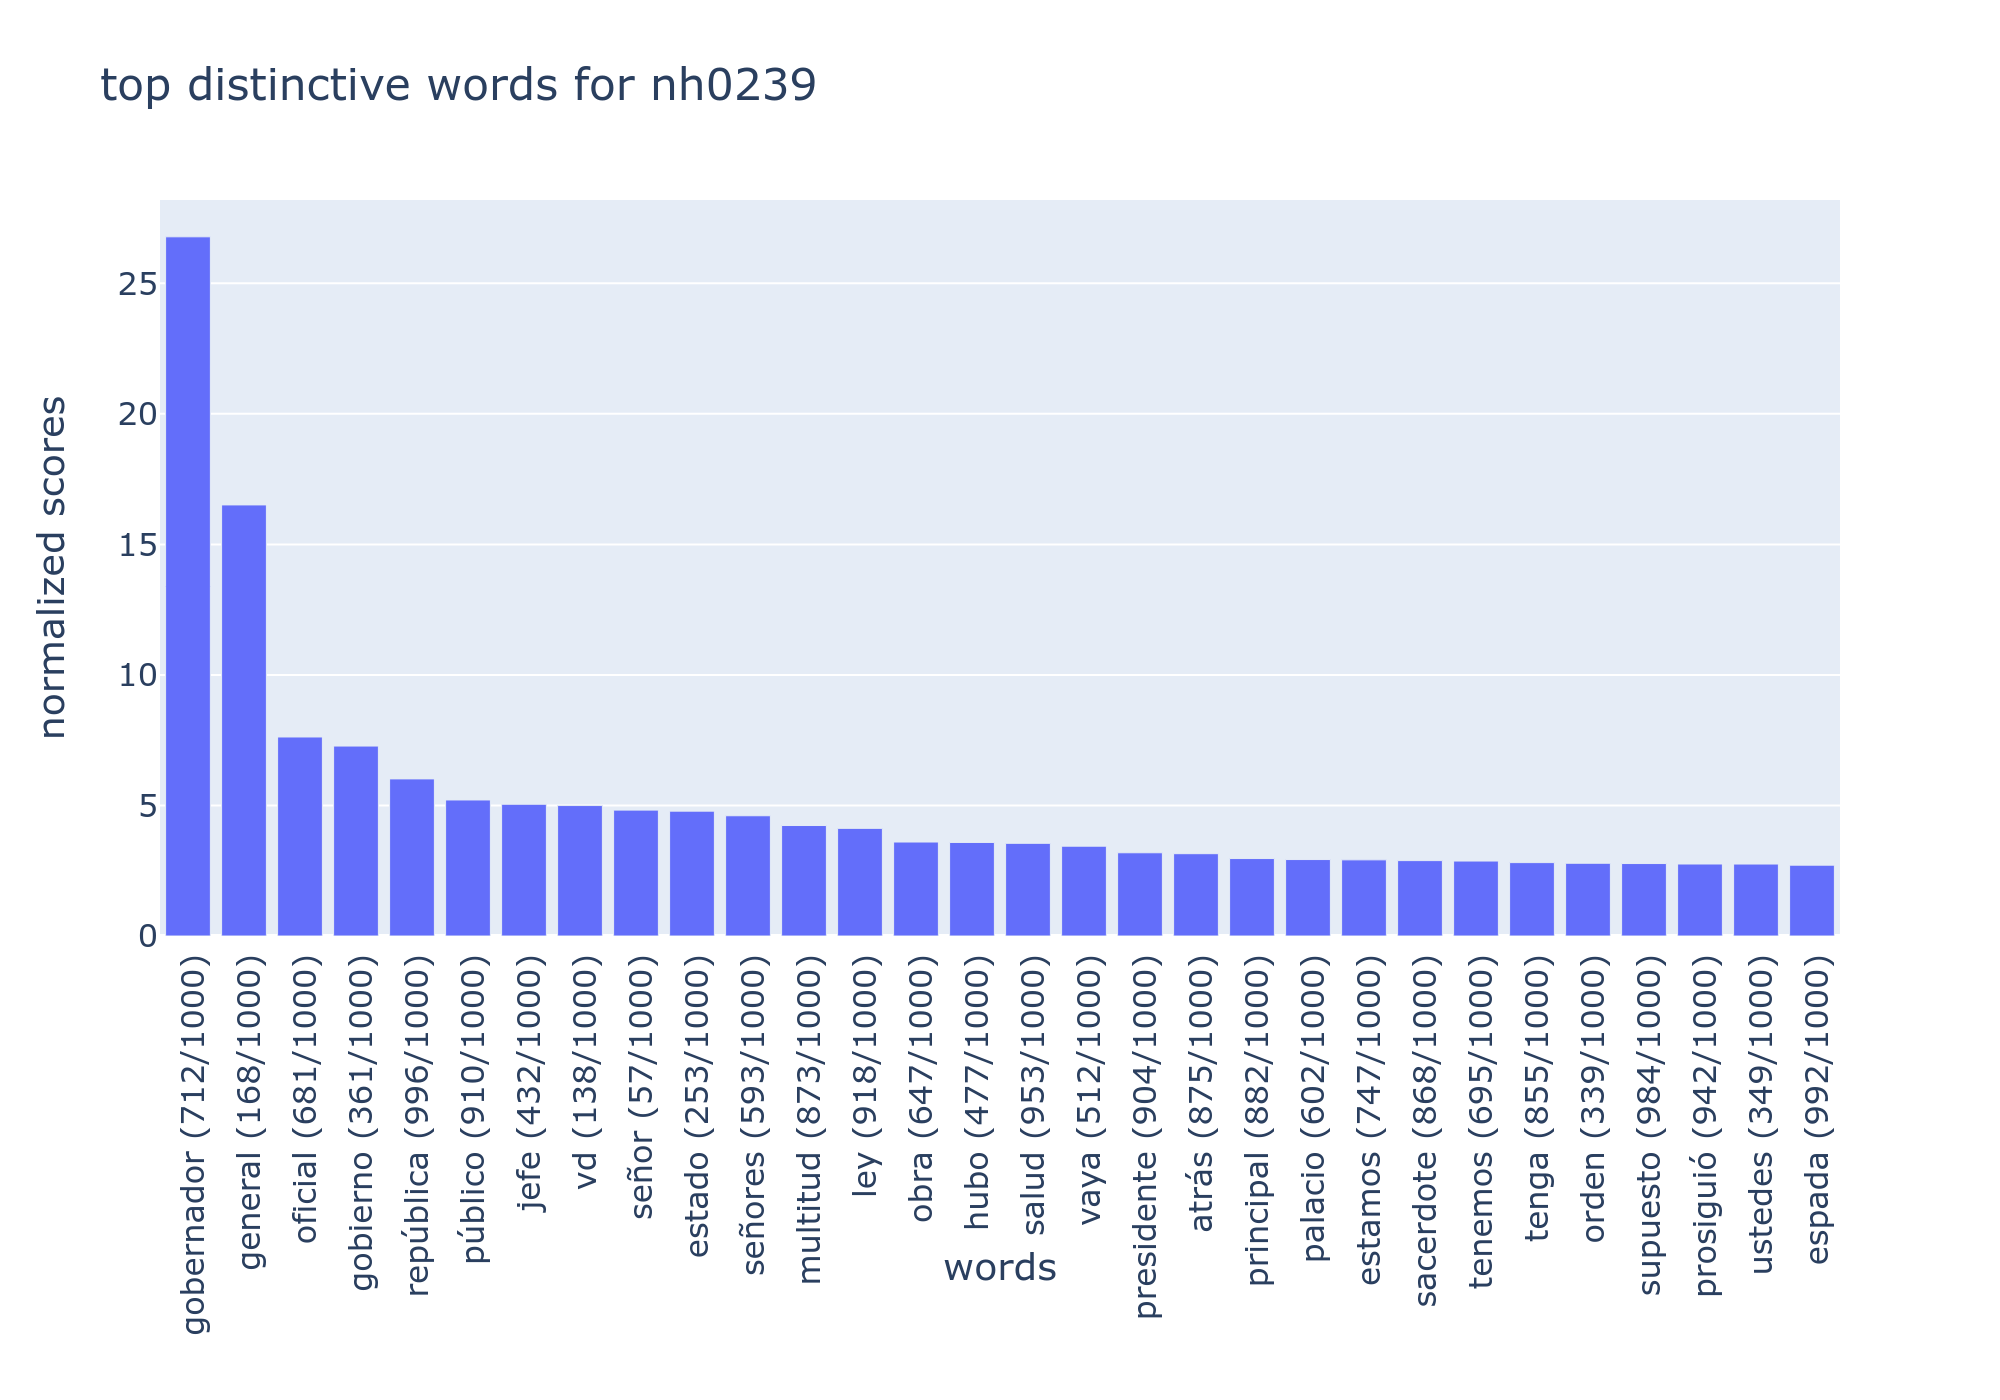 top distinctive words for nh0239
normalized scores
25
20
15
10
5
0
gobernador (712/1000)
general (168/1000)
oficial (681/1000)
gobierno (361/1000)
república (996/1000)
público (910/1000)
jefe (432/1000)
vd (138/1000)
señor (57/1000)
estado (253/1000)
señores (593/1000)
multitud (873/1000)
ley (918/1000)
obra (647/1000)
hubo (477/1000)
salud (953/1000)
vaya (512/1000)
presidente (904/1000)
atrás (875/1000)
principal (882/1000)
palacio (602/1000)
estamos (747/1000)
sacerdote (868/1000)
tenemos (695/1000)
tenga (855/1000)
orden (339/1000)
supuesto (984/1000)
prosiguió (942/1000)
ustedes (349/1000)
espada (992/1000)
words